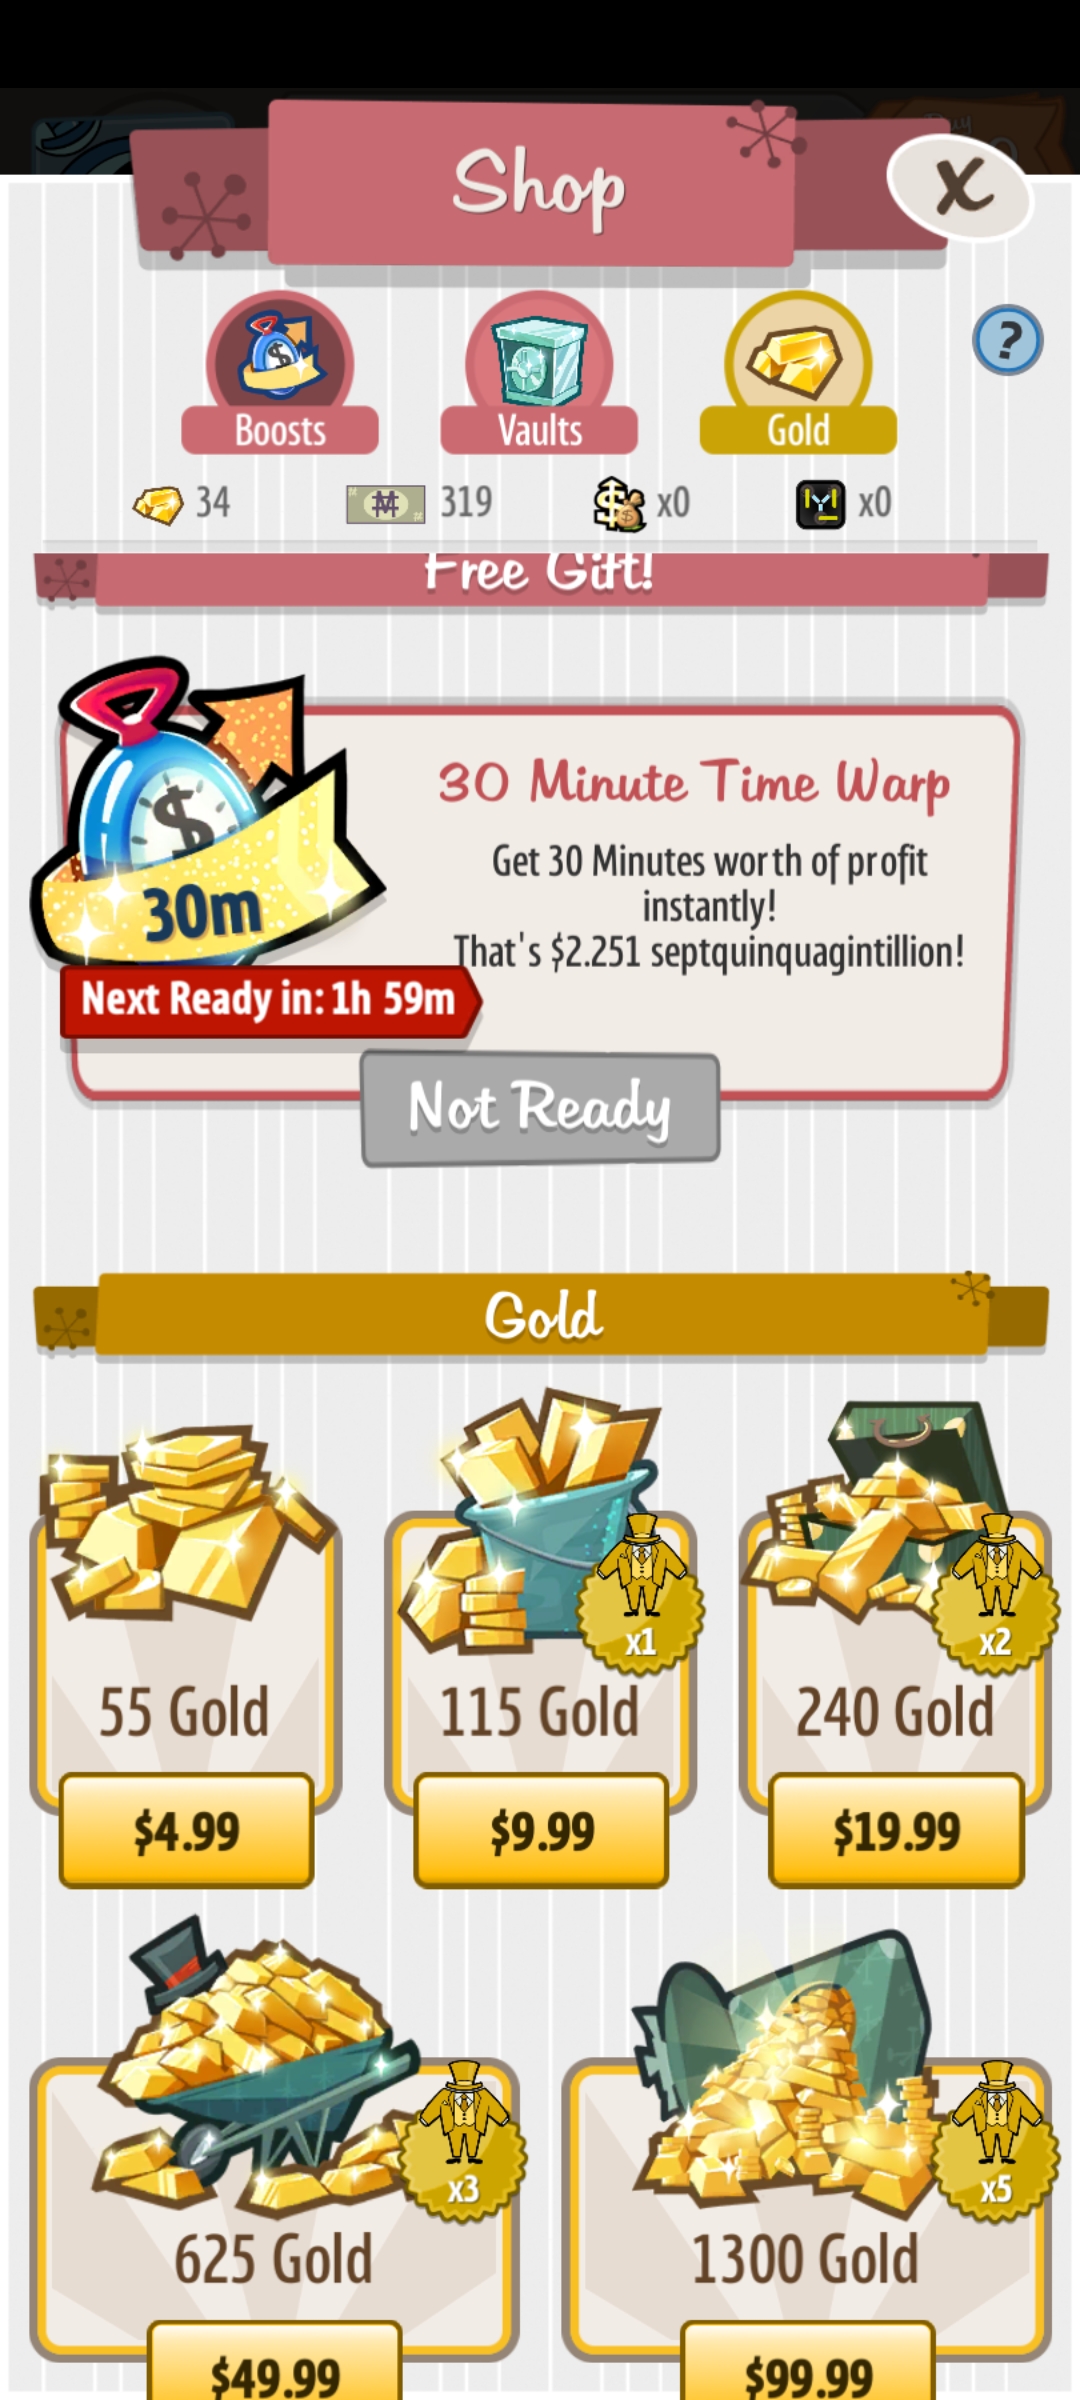 Shop
X
Boosts
Vaults
Gold
?
34
319
x0
x0
Free Gift!
30m
30 Minute Time Warp
Get 30 Minutes worth of profit
instantly!
That's $2.251 septquinquagintillion!
Next Ready in: 1h 59m
Not Ready
Gold
x1
x2
55 Gold
115 Gold
240 Gold
$4.99
$9.99
$19.99
x3
x5
625 Gold
1300 Gold
$49.99
$99.99